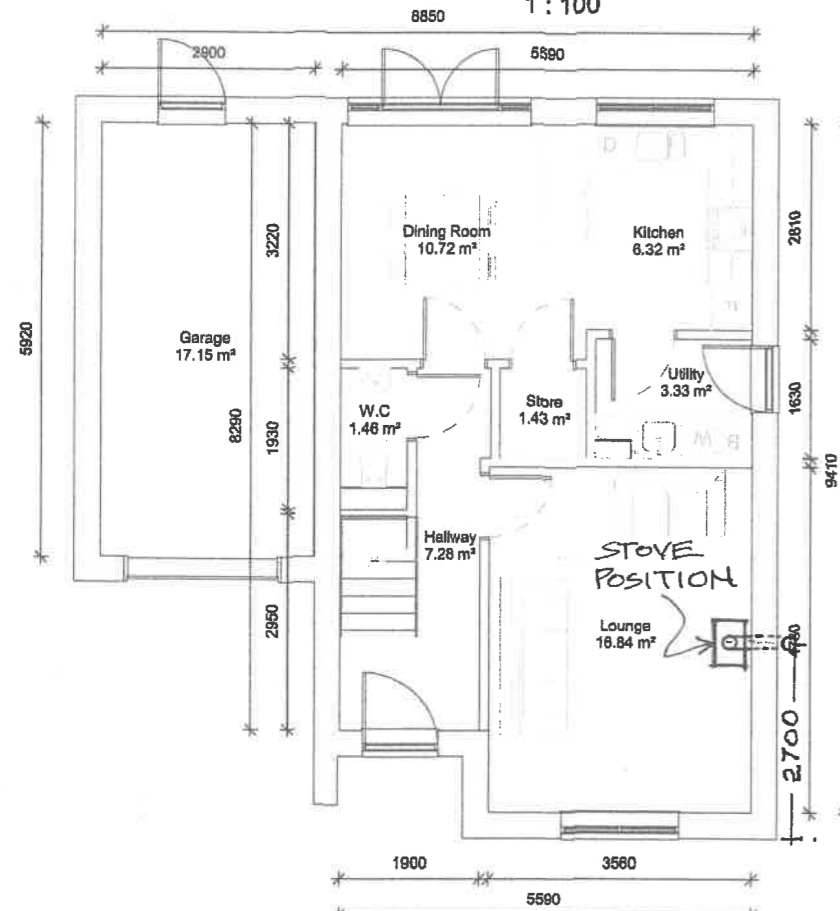 1 : 100
8850
2900
5590
Dining Room
10.72 m²
Kitchen
6.32 m²
3220
2810
5920
Garage
17.15 m²
8290
1930
W.C
1.46 m²
Store
1.43 m²
Utility
3.33 m²
1630
B W
9410
Hallway
7.28 m²
STOVE
POSITION
Lounge
16.84 m²
2950
2700
1900
3560
5590